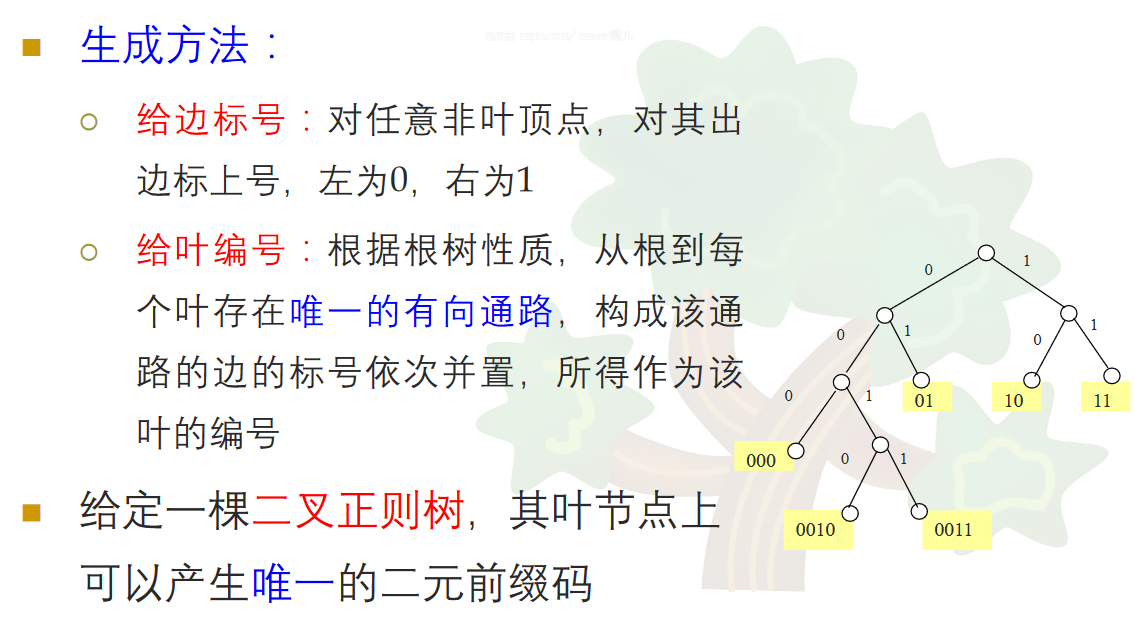 生成方法：
给边标号：对任意非叶顶点，对其出
边标上号，左为0，右为1
给叶编号：根据根树性质，从根到每
个叶存在唯一的有向通路，构成该通
路的边的标号依次并置，所得作为该
叶的编号
给定一棵二叉正则树，其叶节点上
可以产生唯一的二元前缀码
0 1
0 1 0 1
0 1 01 10 11
000 0 1
0010 0011